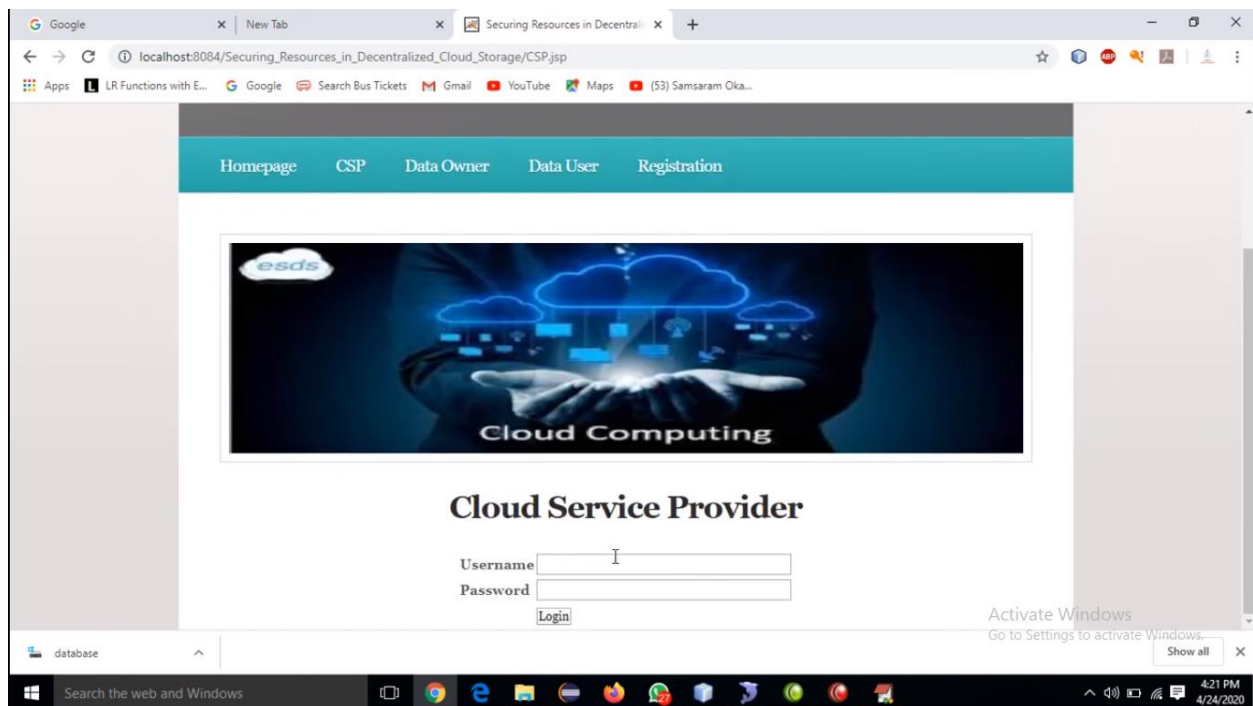 Google
New Tab
Securing Resources in Decentrali
localhost:8084/Securing_Resources_in_Decentralized_Cloud_Storage/CSP.jsp
ABP
Apps
LR Functions with E...
Google
Search Bus Tickets
Gmail
YouTube
Maps
(53) Samsaram Oka...
Homepage CSP Data Owner Data User Registration
esds
Cloud Computing
Cloud Service Provider
Username
Password
Login
Activate Windows
Go to Settings to activate Windows.
database
Show all
Search the web and Windows
27
4:21 PM
4/24/2020